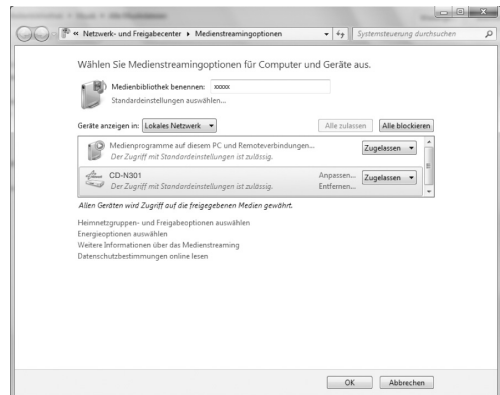 « Netzwerk- und Freigabecenter ▸ Medienstreamingoptionen
Systemsteuerung durchsuchen
Wählen Sie Medienstreamingoptionen für Computer und Geräte aus.
Medienbibliothek benennen: xxxxx
Standardeinstellungen auswählen...
Geräte anzeigen in: Lokales Netzwerk Alle zulassen Alle blockieren
Medienprogramme auf diesem PC und Remoteverbindungen... Zugelassen
Der Zugriff mit Standardeinstellungen ist zulässig.
CD-N301 Anpassen... Zugelassen
Der Zugriff mit Standardeinstellungen ist zulässig. Entfernen...
Allen Geräten wird Zugriff auf die freigegebenen Medien gewährt.
Heimnetzgruppen- und Freigabeoptionen auswählen
Energieoptionen auswählen
Weitere Informationen über das Medienstreaming
Datenschutzbestimmungen online lesen
OK Abbrechen